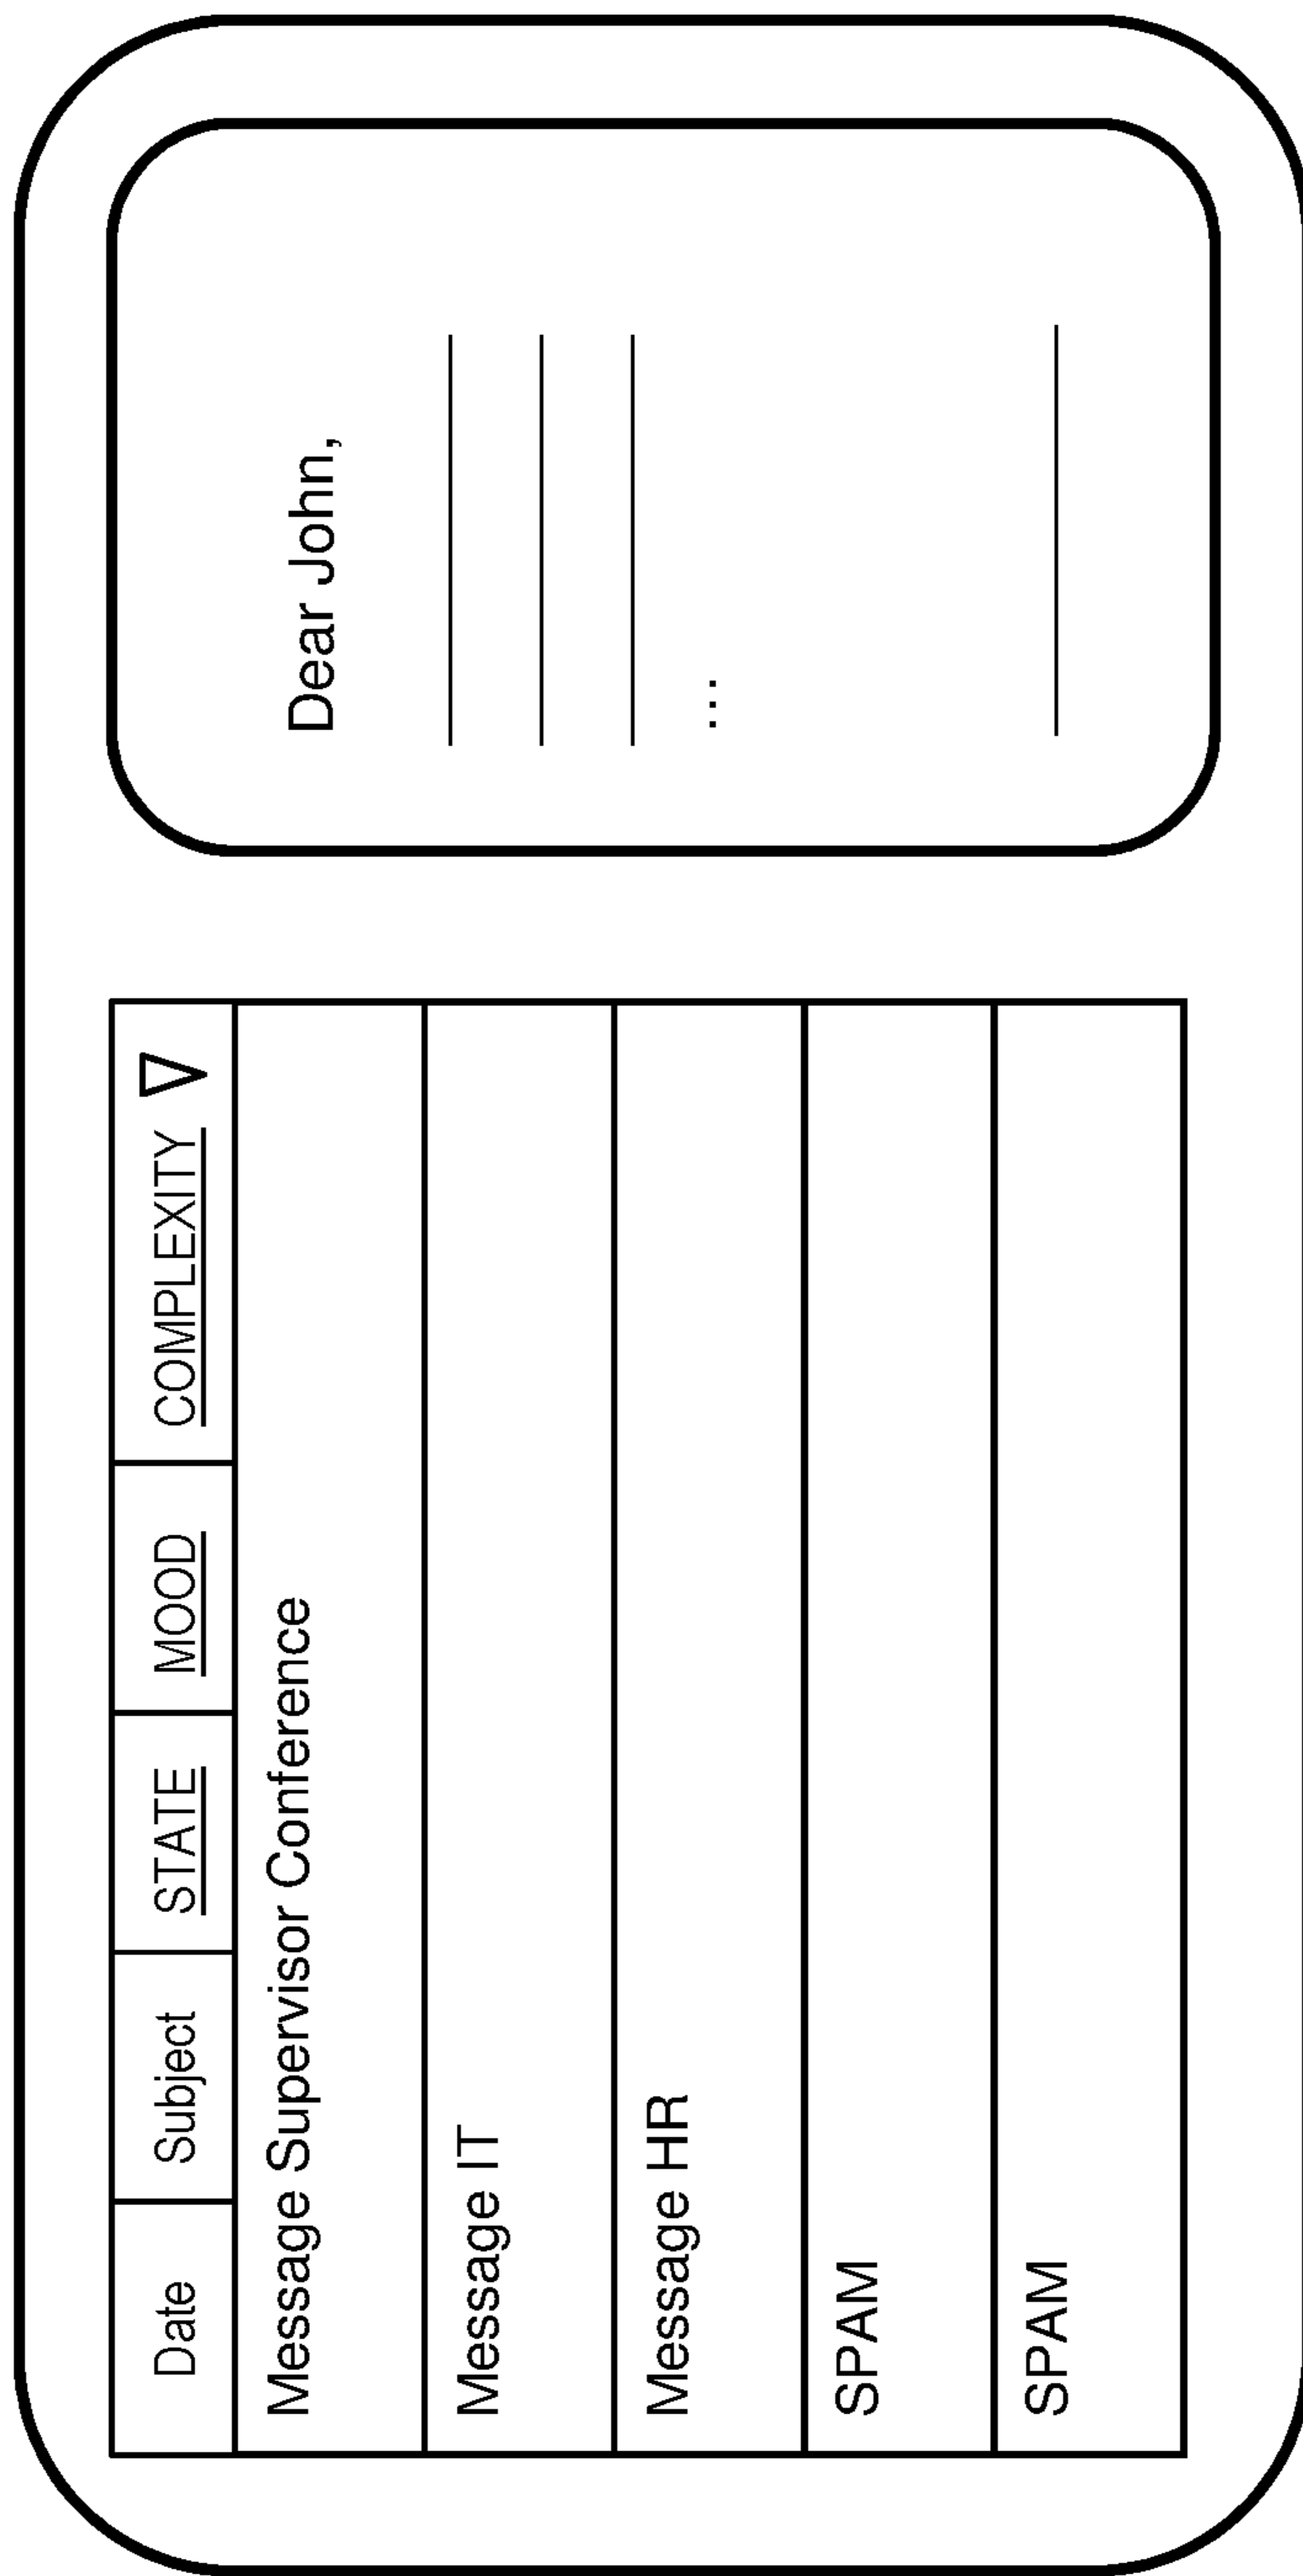 Date Subject STATE MOOD COMPLEXITY
Message Supervisor Conference
Message IT
Message HR
SPAM
SPAM
Dear John,
...